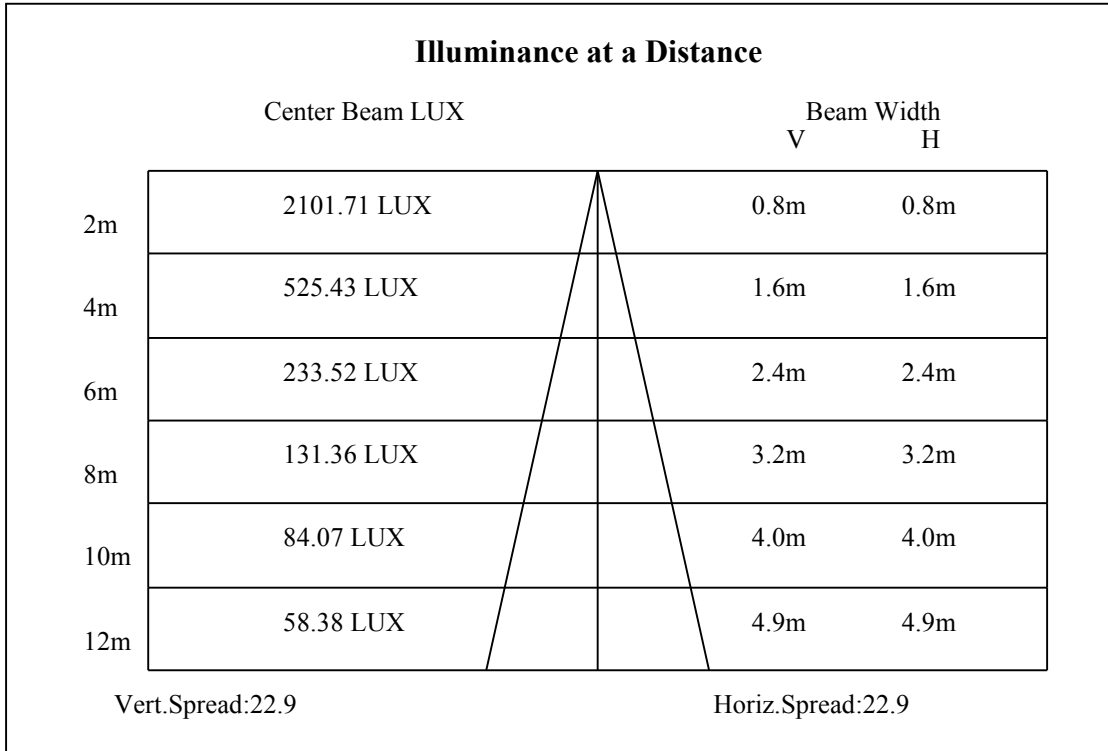 Illuminance at a Distance
Center Beam LUX Beam Width
V H
2m 2101.71 LUX 0.8m 0.8m
4m 525.43 LUX 1.6m 1.6m
6m 233.52 LUX 2.4m 2.4m
8m 131.36 LUX 3.2m 3.2m
10m 84.07 LUX 4.0m 4.0m
12m 58.38 LUX 4.9m 4.9m
Vert.Spread:22.9 Horiz.Spread:22.9